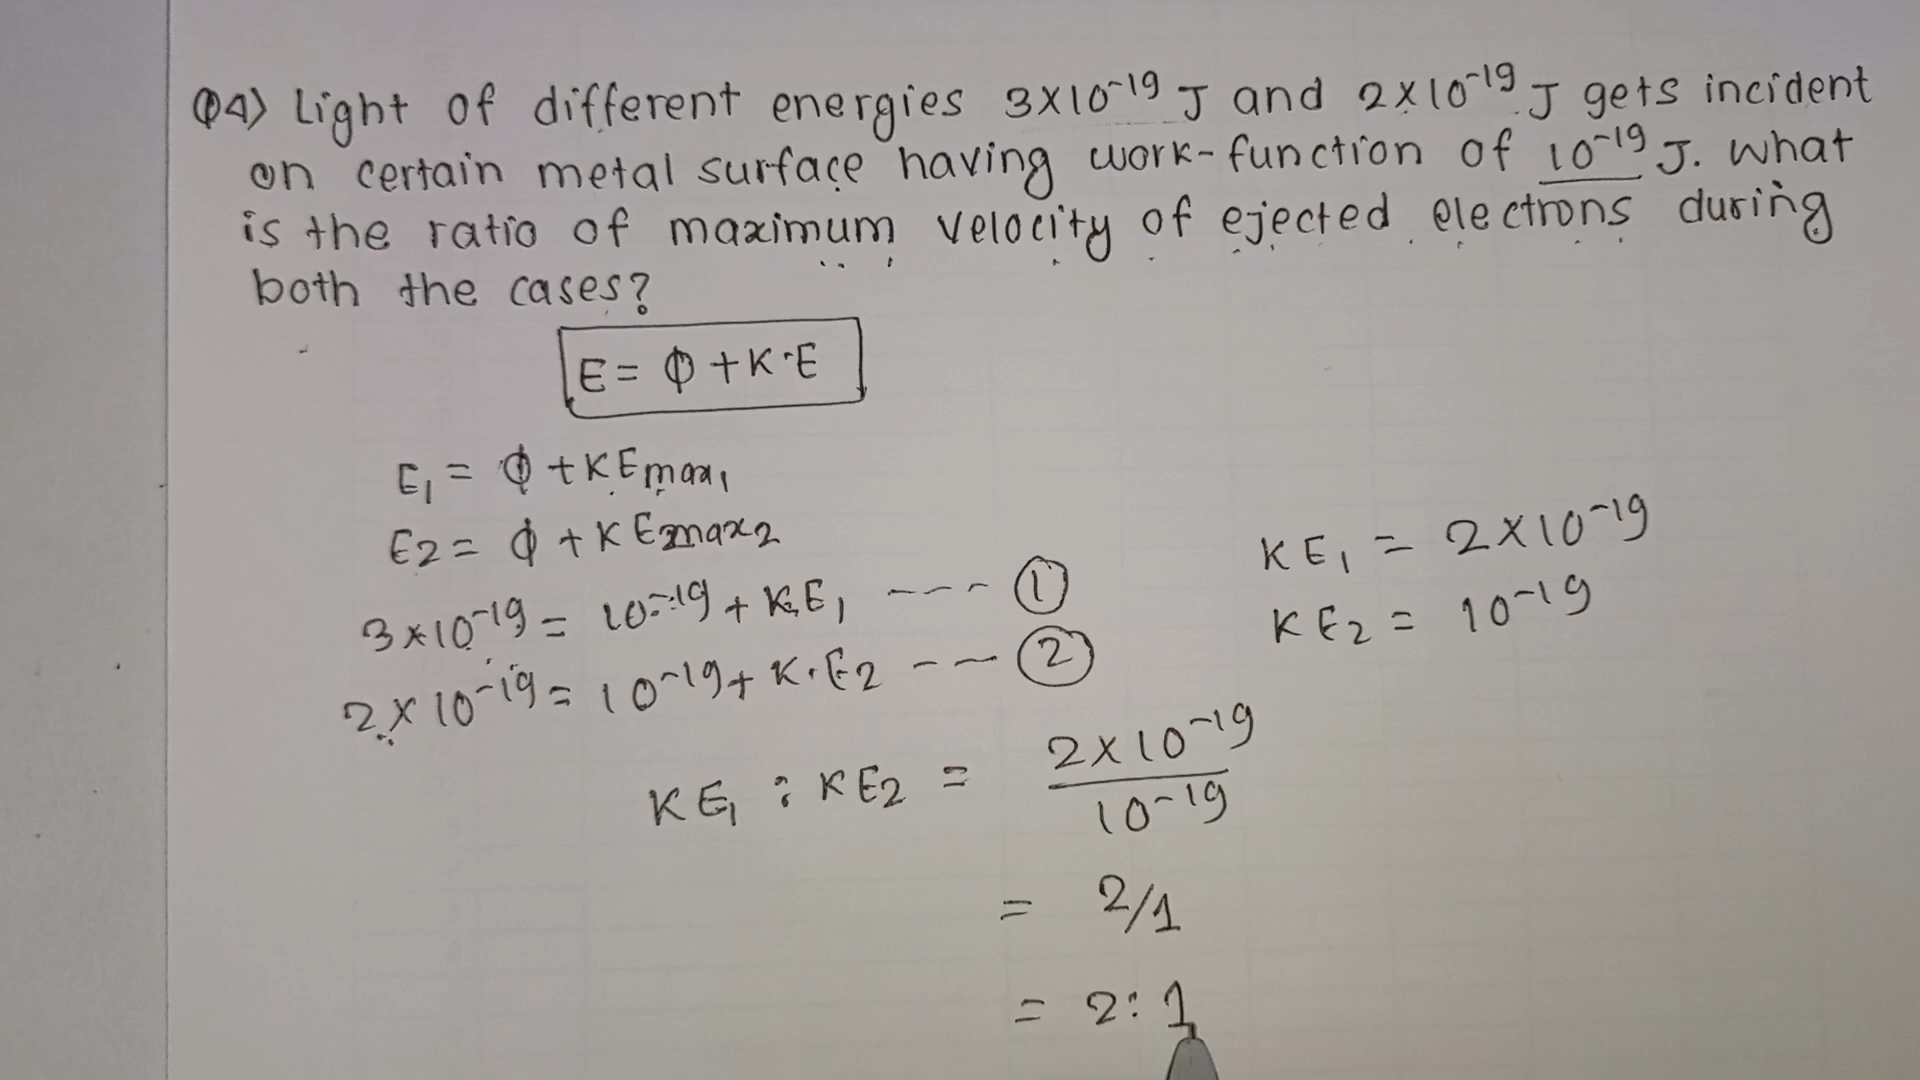 Q4) Light of different energies 3×10⁻¹⁹ J and 2×10⁻¹⁹ J gets incident
on certain metal surface having work-function of 10⁻¹⁹ J. what
is the ratio of maximum velocity of ejected electrons during
both the cases?
E = Φ + K·E
E₁ = Φ + KEmax₁
E₂ = Φ + KEmax₂
3×10⁻¹⁹ = 10⁻¹⁹ + K.E₁ ---- ①
2×10⁻¹⁹ = 10⁻¹⁹ + K.E₂ --- ②
KE₁ = 2×10⁻¹⁹
KE₂ = 10⁻¹⁹
KE₁ : KE₂ = 2×10⁻¹⁹ / 10⁻¹⁹
= 2/1
= 2:1